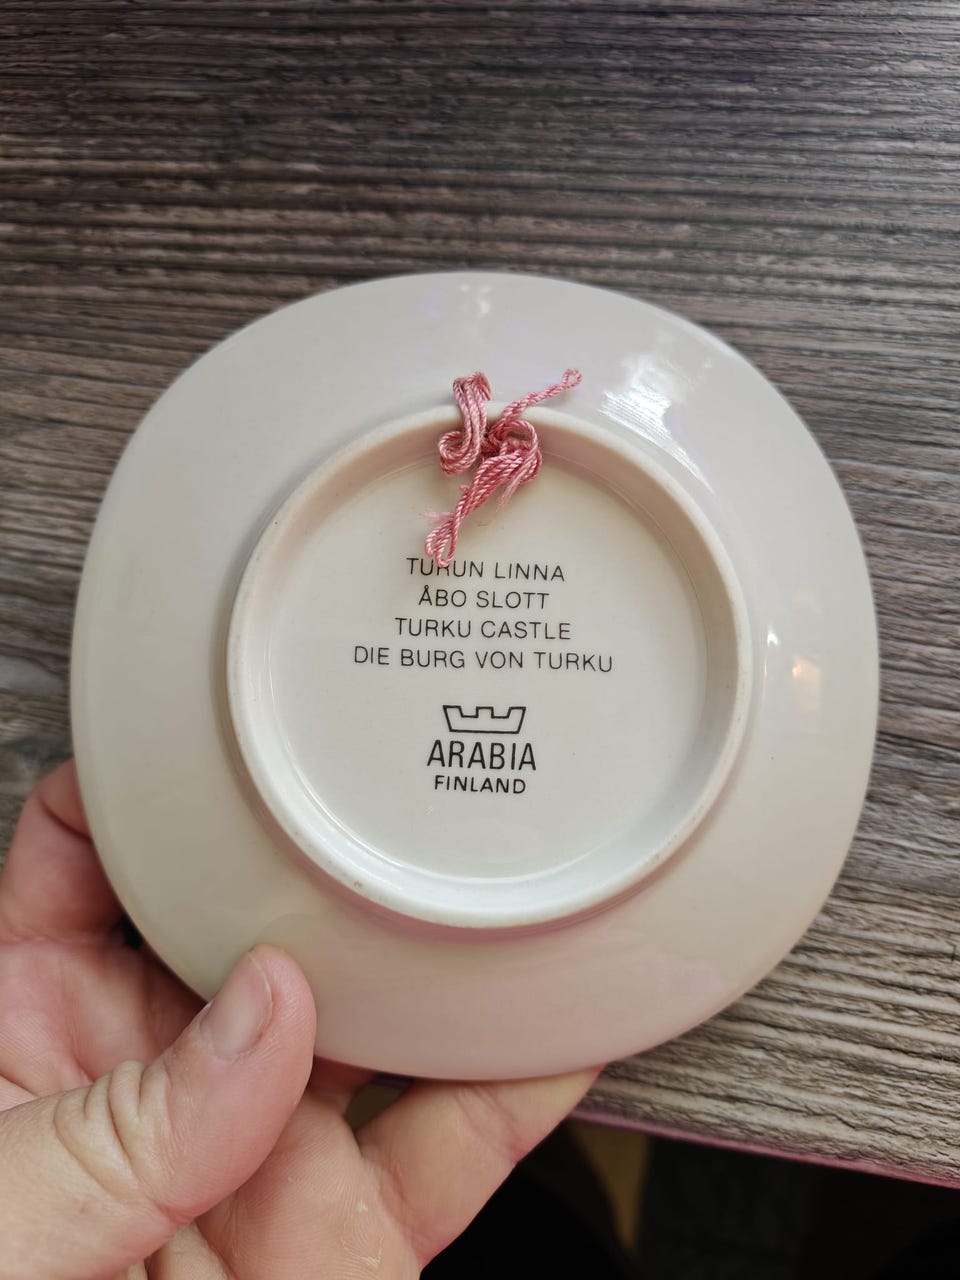 TURUN LINNA
ÅBO SLOTT
TURKU CASTLE
DIE BURG VON TURKU
ARABIA
FINLAND